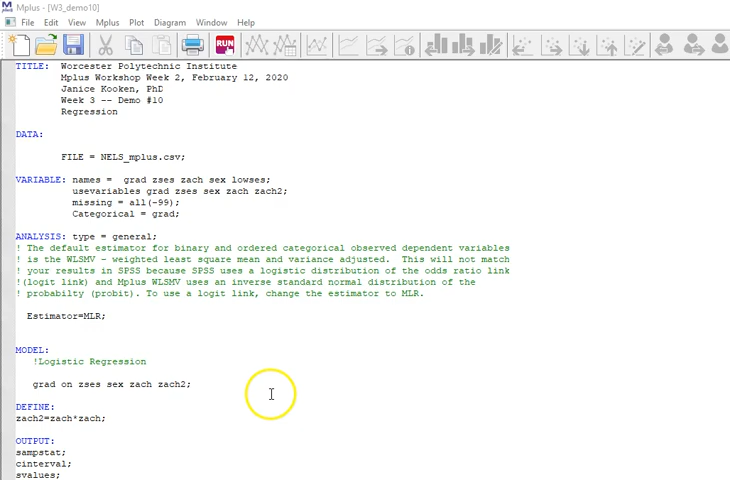 Mplus - [W3_demo10]
File Edit View Mplus Plot Diagram Window Help
RUN
TITLE: Worcester Polytechnic Institute
Mplus Workshop Week 2, February 12, 2020
Janice Kooken, PhD
Week 3 -- Demo #10
Regression
DATA:
FILE = NELS_mplus.csv;
VARIABLE: names = grad zses zach sex lowses;
usevariables grad zses sex zach zach2;
missing = all(-99);
Categorical = grad;
ANALYSIS: type = general;
! The default estimator for binary and ordered categorical observed dependent variables
! is the WLSMV - weighted least square mean and variance adjusted. This will not match
! your results in SPSS because SPSS uses a logistic distribution of the odds ratio link
!(logit link) and Mplus WLSMV uses an inverse standard normal distribution of the
! probabilty (probit). To use a logit link, change the estimator to MLR.
Estimator=MLR;
MODEL:
!Logistic Regression
grad on zses sex zach zach2;
DEFINE:
zach2=zach*zach;
OUTPUT:
sampstat;
cinterval;
svalues;